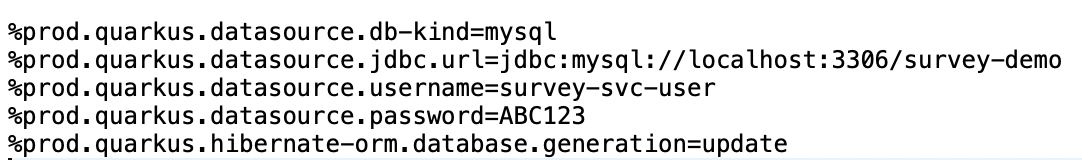 %prod.quarkus.datasource.db-kind=mysql
%prod.quarkus.datasource.jdbc.url=jdbc:mysql://localhost:3306/survey-demo
%prod.quarkus.datasource.username=survey-svc-user
%prod.quarkus.datasource.password=ABC123
%prod.quarkus.hibernate-orm.database.generation=update